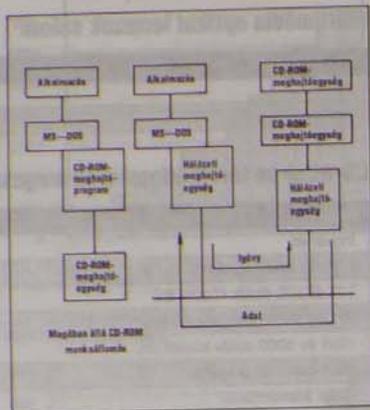 Alkalmazás
MS—DOS
CD-ROM-
meghajtó
program
CD-ROM-
meghajtó-
egység
Magában álló CD-ROM
munkaállomás
Alkalmazás
MS—DOS
Hálózati
meghajtó-
egység
CD-ROM-
meghajtóegység
CD-ROM-
meghajtóegység
Hálózati
meghajtó-
egység
Igény
Adat